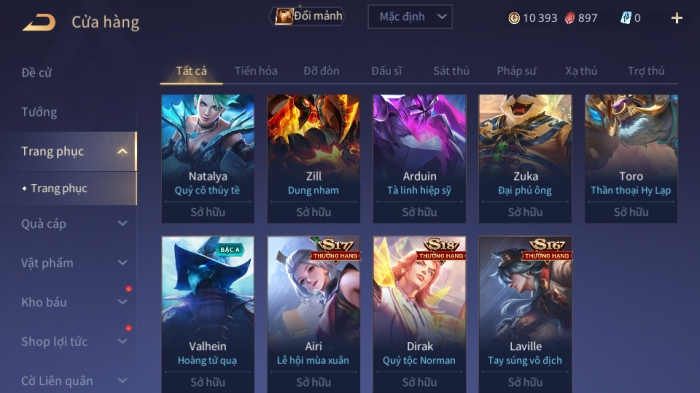 Cửa hàng
Đổi mảnh
Mặc định
10 393
897
0
Đề cử
Tướng
Trang phục
Trang phục
Quà cáp
Vật phẩm
Kho báu
Shop lợi tức
Cờ Liên quân
Tất cả Tiến hóa Đỡ đòn Đấu sĩ Sát thủ Pháp sư Xạ thủ Trợ thủ
Natalya
Quý cô thủy tề
Sở hữu
Zill
Dung nham
Sở hữu
Arduin
Tà linh hiệp sỹ
Sở hữu
Zuka
Đại phú ông
Sở hữu
Toro
Thần thoại Hy Lạp
Sở hữu
BẬC A
Valhein
Hoàng tử quạ
Sở hữu
S17
THƯỞNG HẠNG
Airi
Lễ hội mùa xuân
Sở hữu
S18
THƯỞNG HẠNG
Dirak
Quý tộc Norman
Sở hữu
S16
THƯỞNG HẠNG
Laville
Tay súng vô địch
Sở hữu